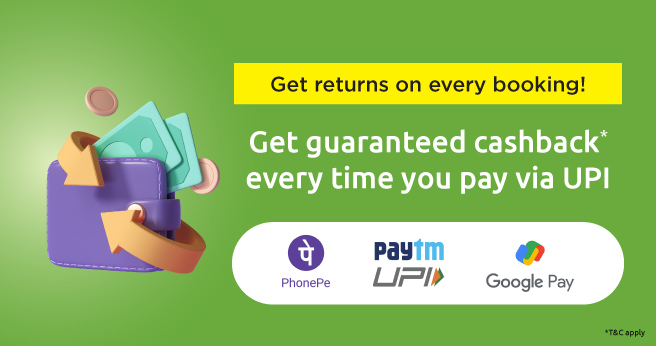 Get returns on every booking!
Get guaranteed cashback*
every time you pay via UPI
पे
PhonePe
paytm
UPI
Google Pay
*T&C apply